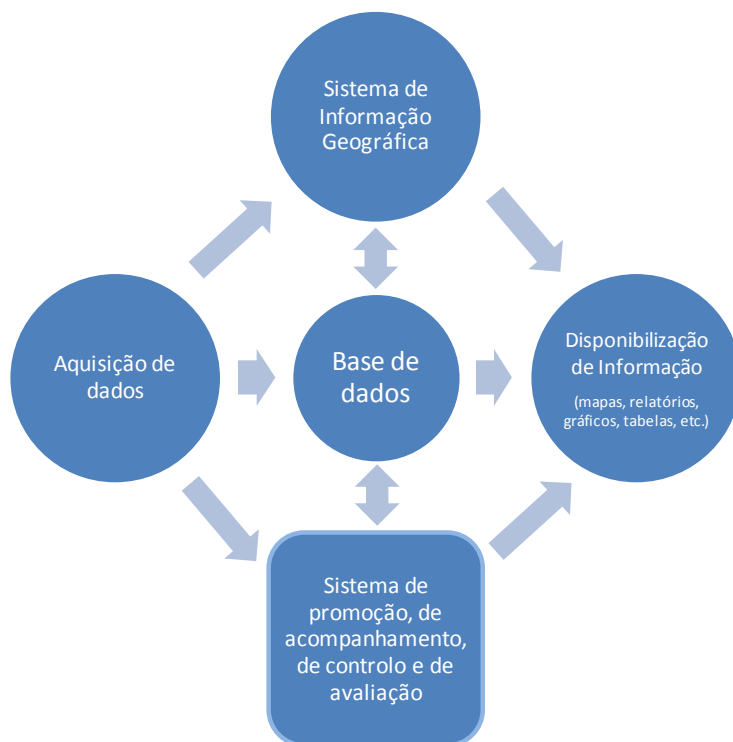 Sistema de
Informação
Geográfica
Aquisição de
dados
Base de
dados
Disponibilização
de Informação
(mapas, relatórios,
gráficos, tabelas, etc.)
Sistema de
promoção, de
acompanhamento,
de controlo e de
avaliação